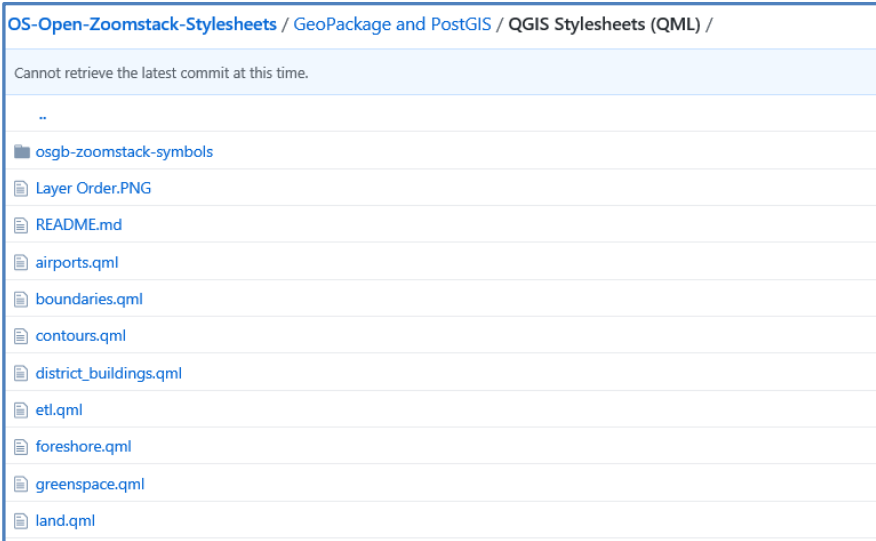 OS-Open-Zoomstack-Stylesheets / GeoPackage and PostGIS / QGIS Stylesheets (QML) /
Cannot retrieve the latest commit at this time.
..
osgb-zoomstack-symbols
Layer Order.PNG
README.md
airports.qml
boundaries.qml
contours.qml
district_buildings.qml
etl.qml
foreshore.qml
greenspace.qml
land.qml